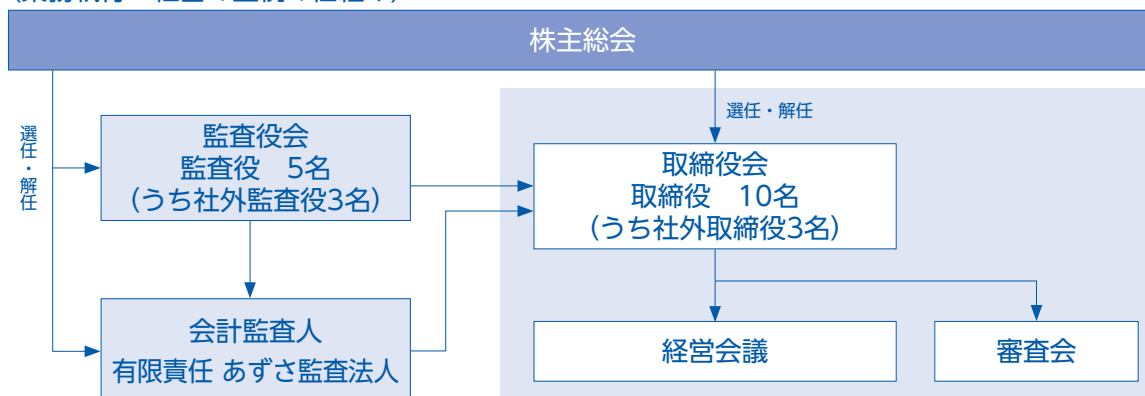 株主総会
選任・解任
監査役会
監査役 5名
(うち社外監査役3名)
選任・解任
取締役会
取締役 10名
(うち社外取締役3名)
会計監査人
有限責任 あずさ監査法人
経営会議
審査会